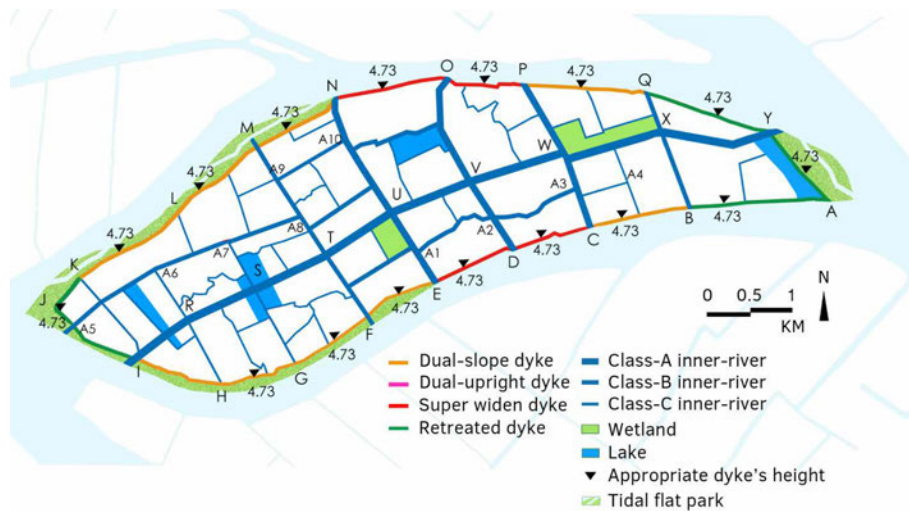 O
P
4.73
4.73
4.73
Q
N
4.73
4.73
Y
M
A10
X
W
4.73
A9
V
4.73
L
A3
A4
U
A
A8
B
4.73
T
A2
C
4.73
K
A7
A1
D
4.73
A6
S
E
4.73
J
R
4.73
4.73
A5
F
4.73
I
G
H
4.73
N
0 0.5 1
KM
Dual-slope dyke
Dual-upright dyke
Super widen dyke
Retreated dyke
Class-A inner-river
Class-B inner-river
Class-C inner-river
Wetland
Lake
Appropriate dyke's height
Tidal flat park